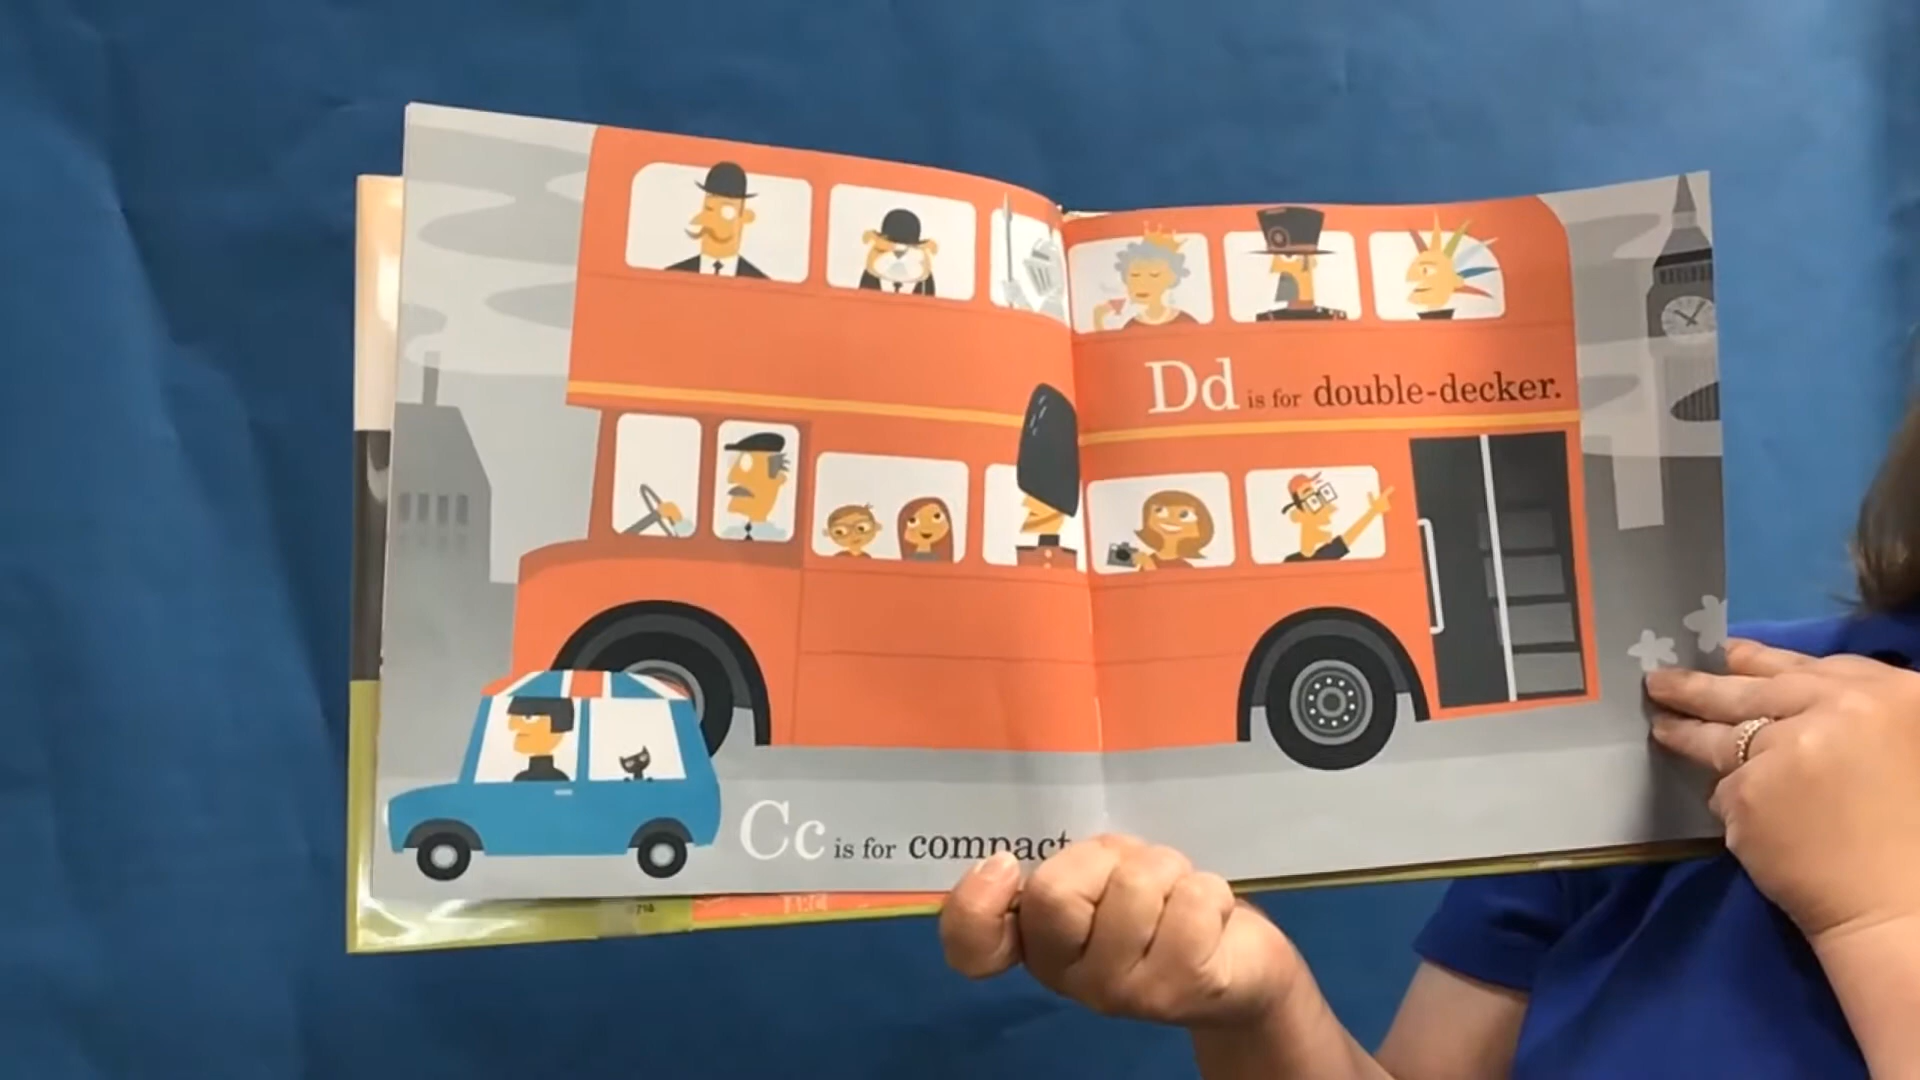 Dd is for double-decker.
Cc is for compact